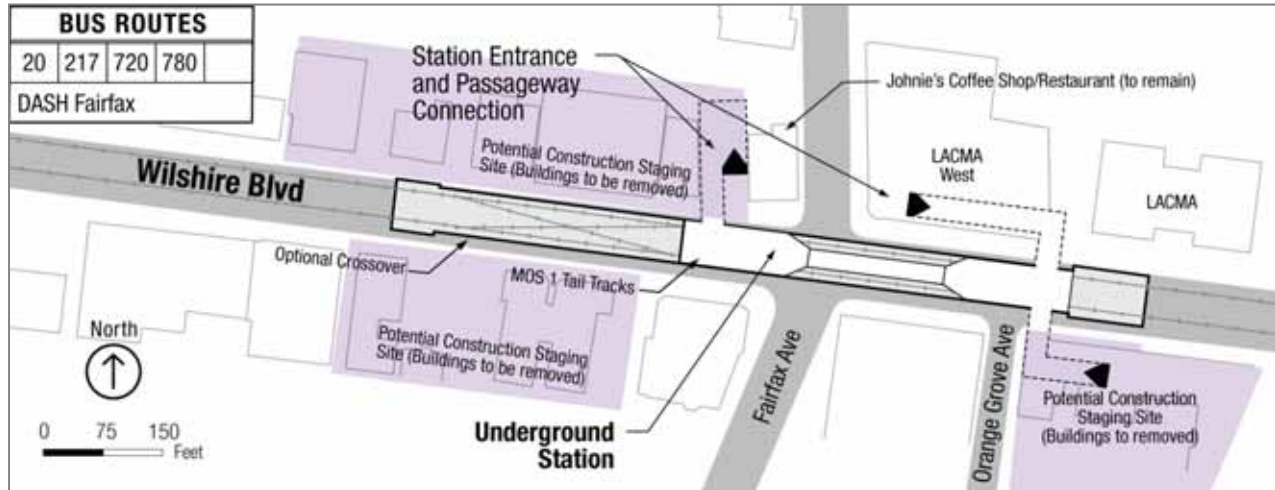 BUS ROUTES
20 217 720 780
DASH Fairfax
Station Entrance
and Passageway
Connection
Johnie's Coffee Shop/Restaurant (to remain)
Potential Construction Staging
Site (Buildings to be removed)
LACMA
West
LACMA
Wilshire Blvd
Optional Crossover
MOS 1 Tail Tracks
Potential Construction Staging
Site (Buildings to be removed)
North
0 75 150
Feet
Underground
Station
Fairfax Ave
Orange Grove Ave
Potential Construction
Staging Site
(Buildings to removed)